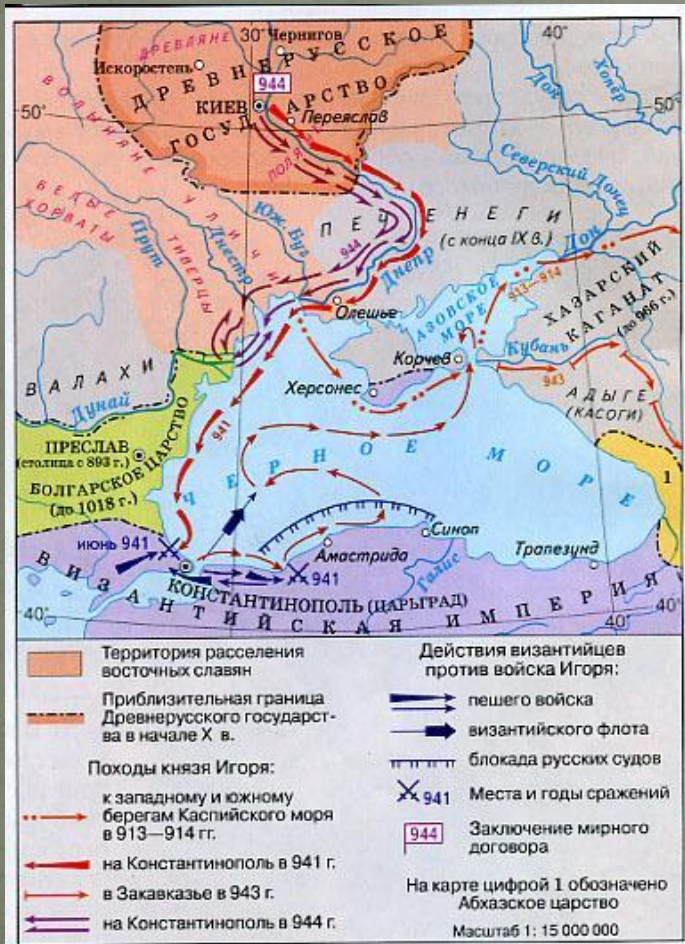 30°
Чернигов
40°
ДРЕВЛЯНЕ
Искоростень
944
ДРЕВНЕРУССКОЕ
ГОСУДАРСТВО
КИЕВ
Переяслав
50°
50°
Хопёр
Дон
ВОЛЫНЯНЕ
ПОЛЯНЕ
Северский Донец
БЕЛЫЕ
ХОРВАТЫ
УЛИЧИ
ТИВЕРЦЫ
Прут
Днестр
Юж. Буг
ПЕЧЕНЕГИ
(с конца IX в.)
944
Днепр
Дон
913—914
Олешье
АЗОВСКОЕ
МОРЕ
ХАЗАРСКИЙ
КАГАНАТ
(до 966 г.)
Корчев
Кубань
943
ВАЛАХИ
Херсонес
АДЫГЕ
(КАСОГИ)
Дунай
941
ПРЕСЛАВ
(столица с 893 г.)
БОЛГАРСКОЕ ЦАРСТВО
(до 1018 г.)
ЧЕРНОЕ МОРЕ
1
июнь 941
Синоп
Амастрида
941
Галис
Трапезунд
КОНСТАНТИНОПОЛЬ (ЦАРЬГРАД)
ВИЗАНТИЙСКАЯ ИМПЕРИЯ
40°
40°
40°
Территория расселения
восточных славян
Приблизительная граница
Древнерусского государст-
ва в начале X в.
Походы князя Игоря:
к западному и южному
берегам Каспийского моря
в 913—914 гг.
на Константинополь в 941 г.
в Закавказье в 943 г.
на Константинополь в 944 г.
Действия византийцев
против войска Игоря:
пешего войска
византийского флота
блокада русских судов
941
Места и годы сражений
944
Заключение мирного
договора
На карте цифрой 1 обозначено
Абхазское царство
Масштаб 1: 15 000 000